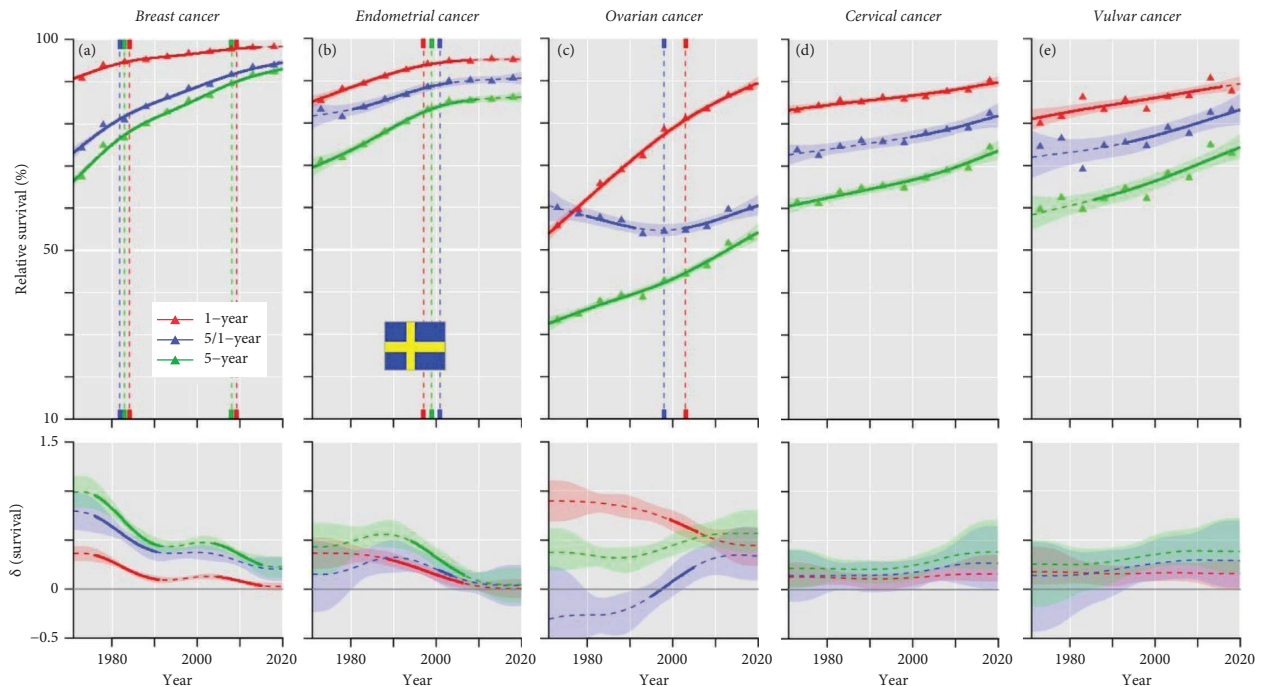 Breast cancer
Endometrial cancer
Ovarian cancer
Cervical cancer
Vulvar cancer
(a)
(b)
(c)
(d)
(e)
Relative survival (%)
100
50
10
1−year
5/1−year
5−year
δ (survival)
1.5
0
−0.5
1980 2000 2020
1980 2000 2020
1980 2000 2020
1980 2000 2020
1980 2000 2020
Year
Year
Year
Year
Year